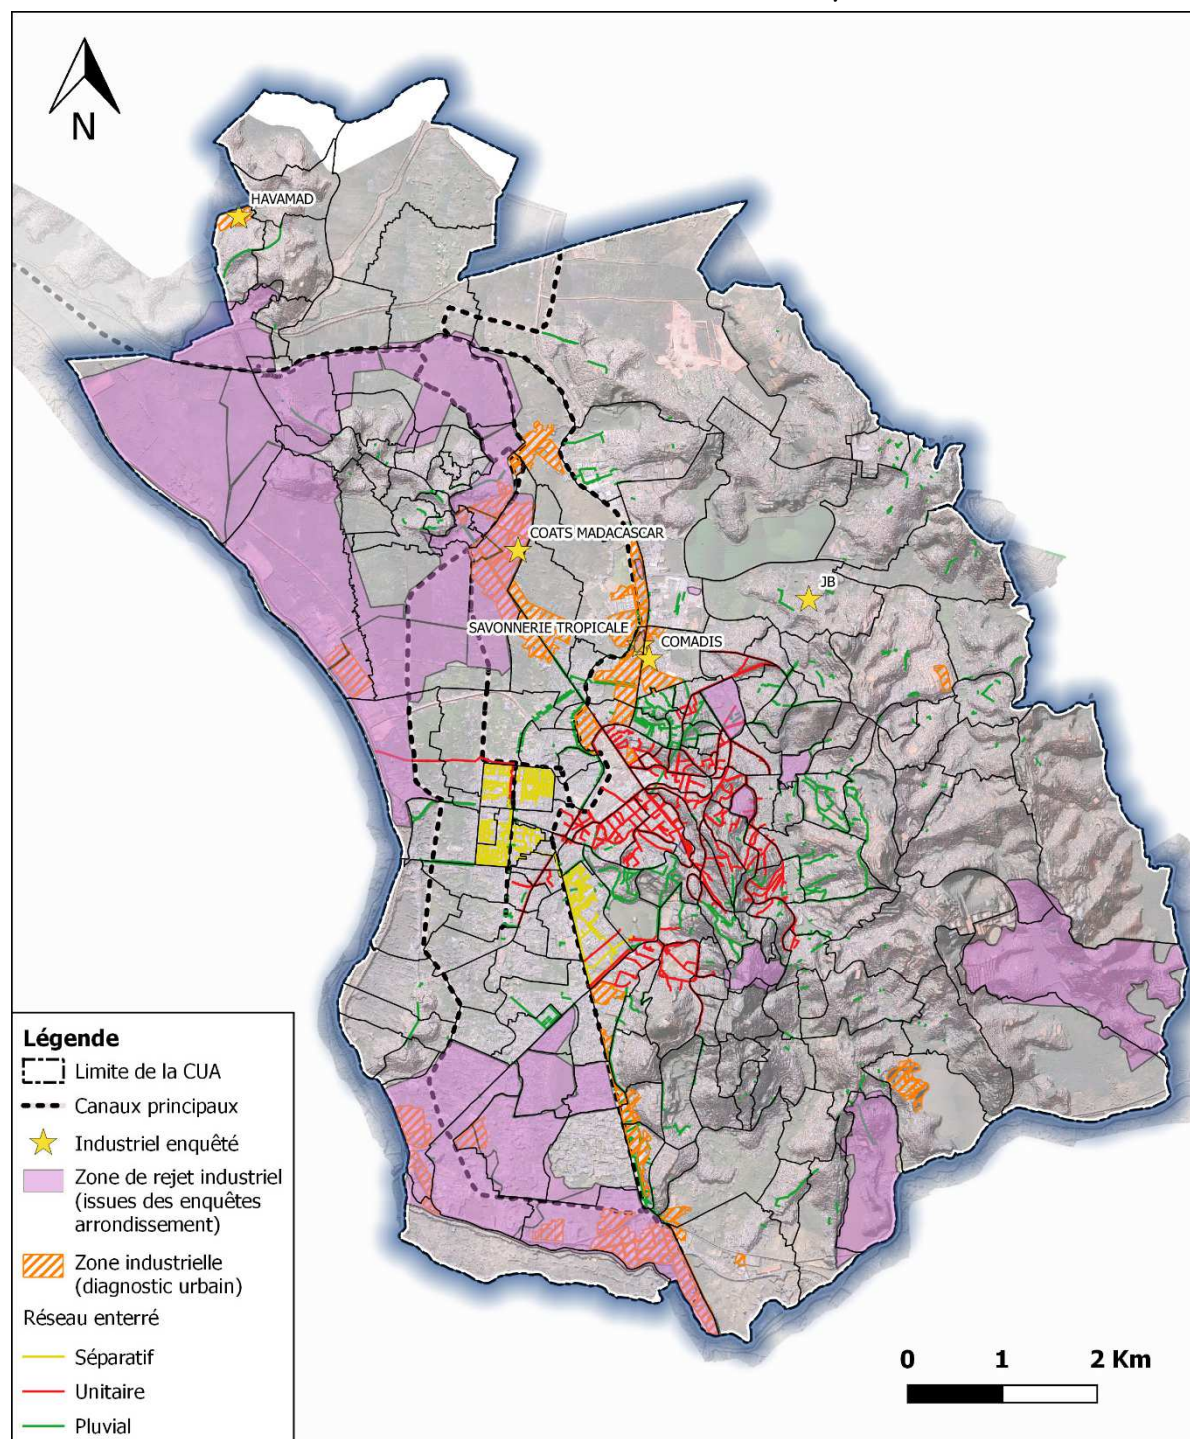 N
HAVAMAD
COATS MADACASCAR
JB
SAVONNERIE TROPICALE
COMADIS
Légende
Limite de la CUA
Canaux principaux
Industriel enquêté
Zone de rejet industriel
(issues des enquêtes
arrondissement)
Zone industrielle
(diagnostic urbain)
Réseau enterré
Séparatif
Unitaire
Pluvial
0 1 2 Km